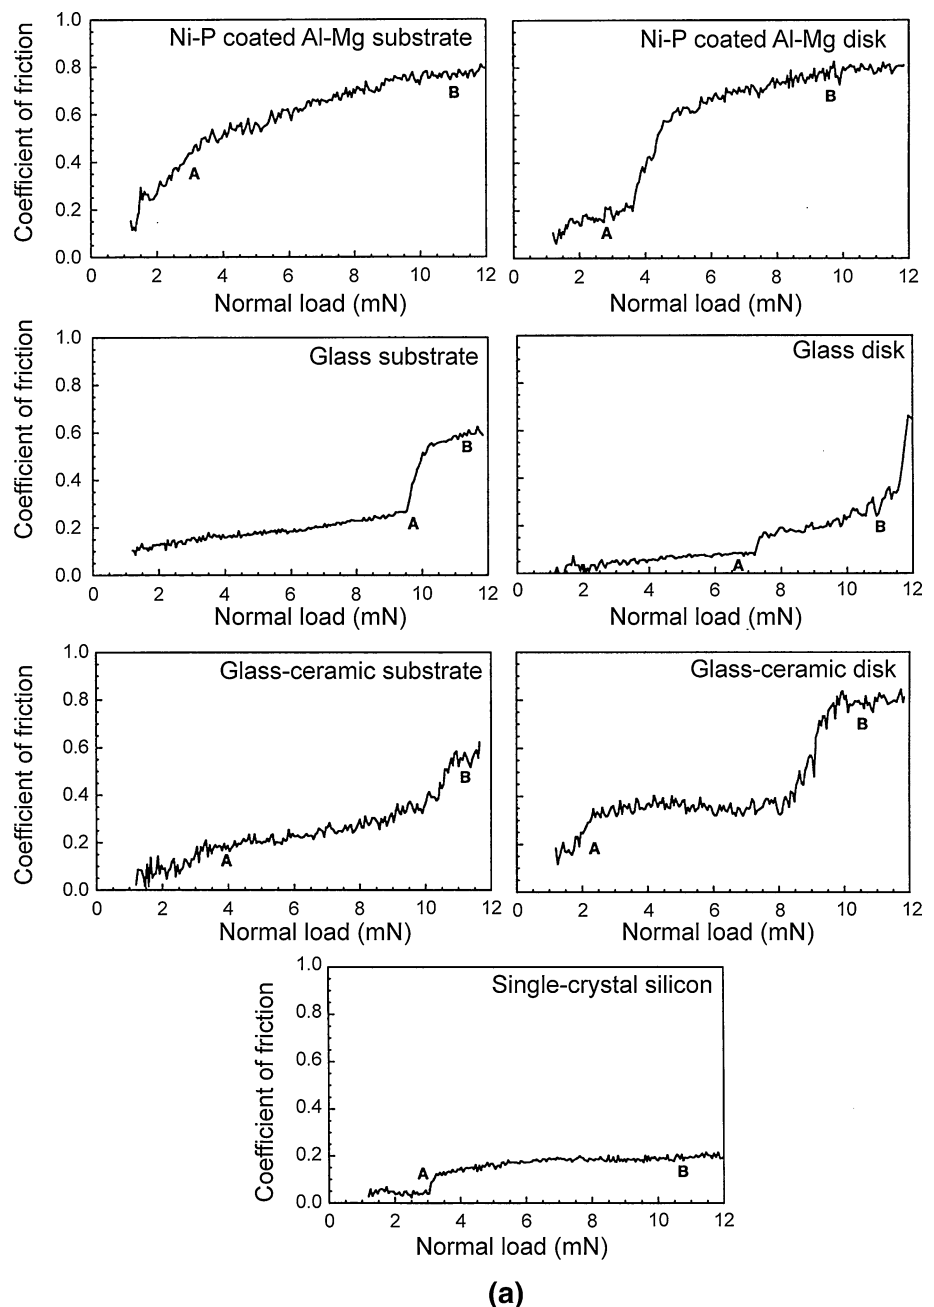 Ni-P coated Al-Mg substrate
Coefficient of friction
1.0
0.8
0.6
0.4
0.2
0.0
A
B
0 2 4 6 8 10 12
Normal load (mN)
Ni-P coated Al-Mg disk
A
B
0 2 4 6 8 10 12
Normal load (mN)
Glass substrate
Coefficient of friction
1.0
0.8
0.6
0.4
0.2
0.0
A
B
0 2 4 6 8 10 12
Normal load (mN)
Glass disk
A
B
0 2 4 6 8 10 12
Normal load (mN)
Glass-ceramic substrate
Coefficient of friction
1.0
0.8
0.6
0.4
0.2
0.0
A
B
0 2 4 6 8 10 12
Normal load (mN)
Glass-ceramic disk
A
B
0 2 4 6 8 10 12
Normal load (mN)
Single-crystal silicon
Coefficient of friction
1.0
0.8
0.6
0.4
0.2
0.0
A
B
0 2 4 6 8 10 12
Normal load (mN)
(a)